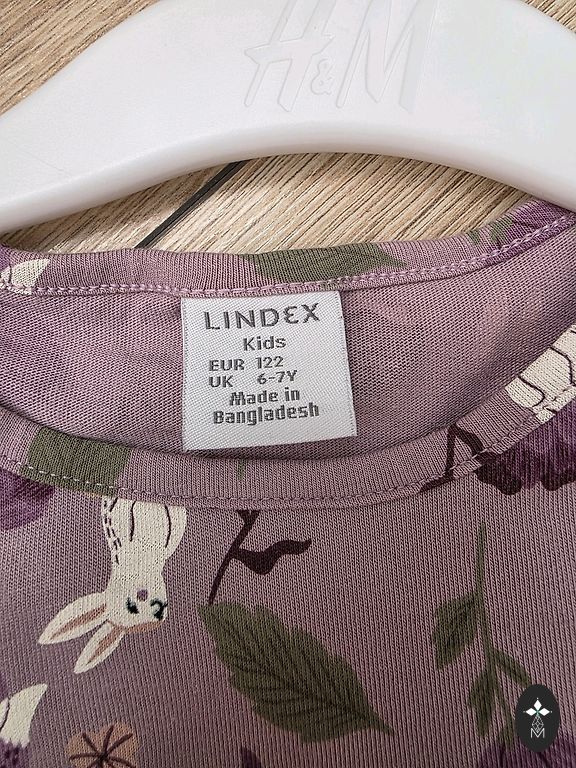 H&M
LINDEX
Kids
EUR 122
UK 6-7Y
Made in
Bangladesh
M